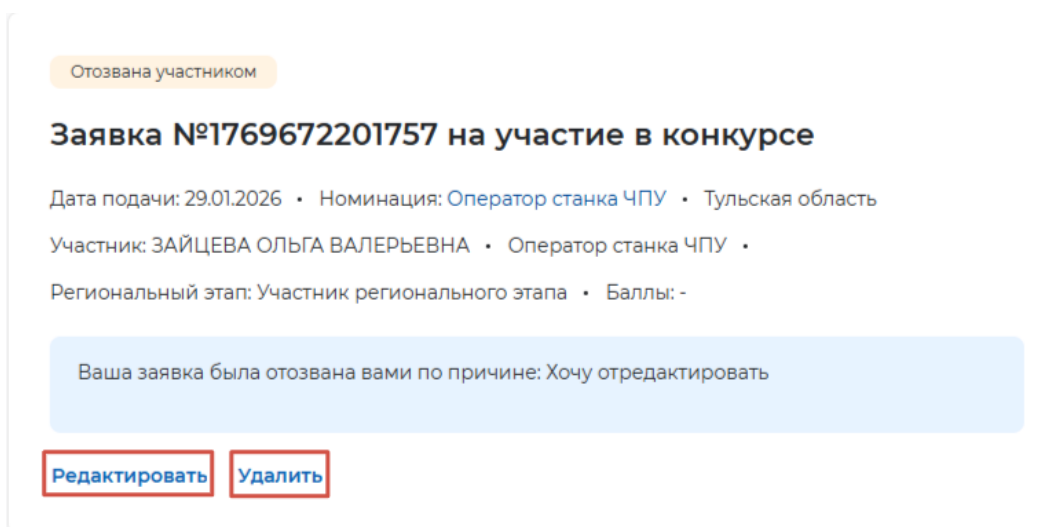 Отозвана участником
Заявка №1769672201757 на участие в конкурсе
Дата подачи: 29.01.2026 • Номинация: Оператор станка ЧПУ • Тульская область
Участник: ЗАЙЦЕВА ОЛЬГА ВАЛЕРЬЕВНА • Оператор станка ЧПУ •
Региональный этап: Участник регионального этапа • Баллы: -
Ваша заявка была отозвана вами по причине: Хочу отредактировать
Редактировать Удалить